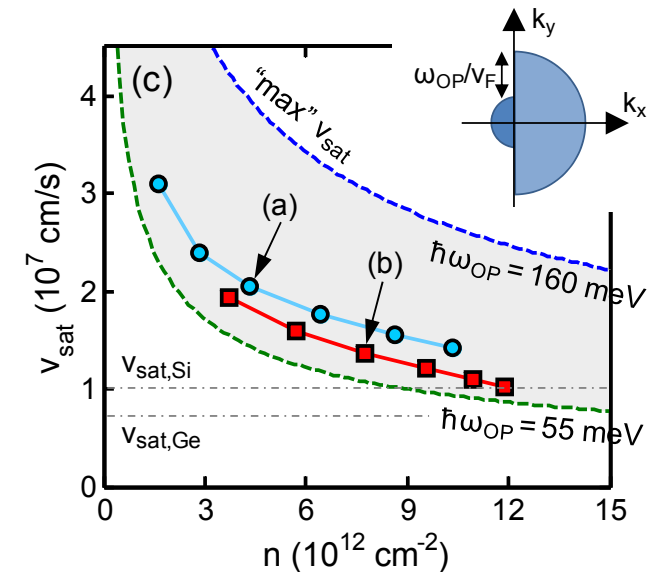 (c)
"max" v_sat
k_y
ω_OP/v_F
k_x
(a)
(b)
ħω_OP = 160 meV
ħω_OP = 55 meV
v_sat,Si
v_sat,Ge
v_sat (10^7 cm/s)
4
3
2
1
0
0 3 6 9 12 15
n (10^12 cm^-2)